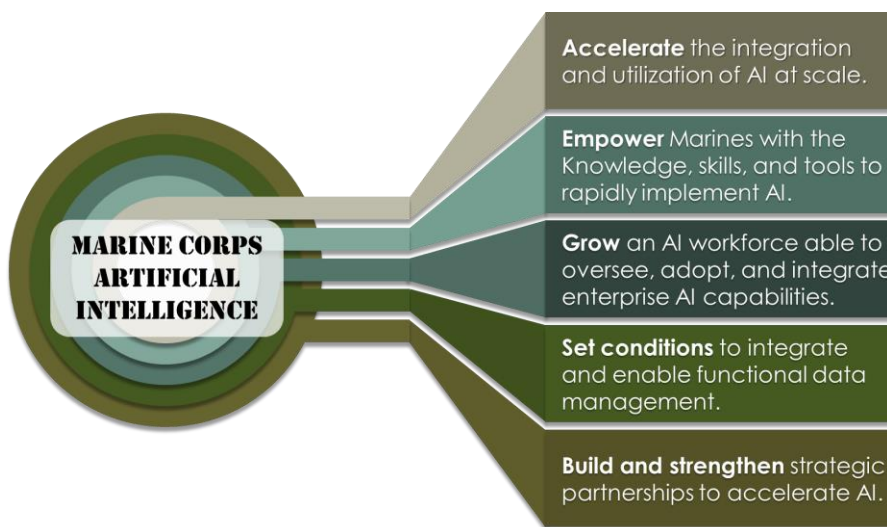 MARINE CORPS
ARTIFICIAL
INTELLIGENCE
Accelerate the integration
and utilization of AI at scale.
Empower Marines with the
Knowledge, skills, and tools to
rapidly implement AI.
Grow an AI workforce able to
oversee, adopt, and integrate
enterprise AI capabilities.
Set conditions to integrate
and enable functional data
management.
Build and strengthen strategic
partnerships to accelerate AI.